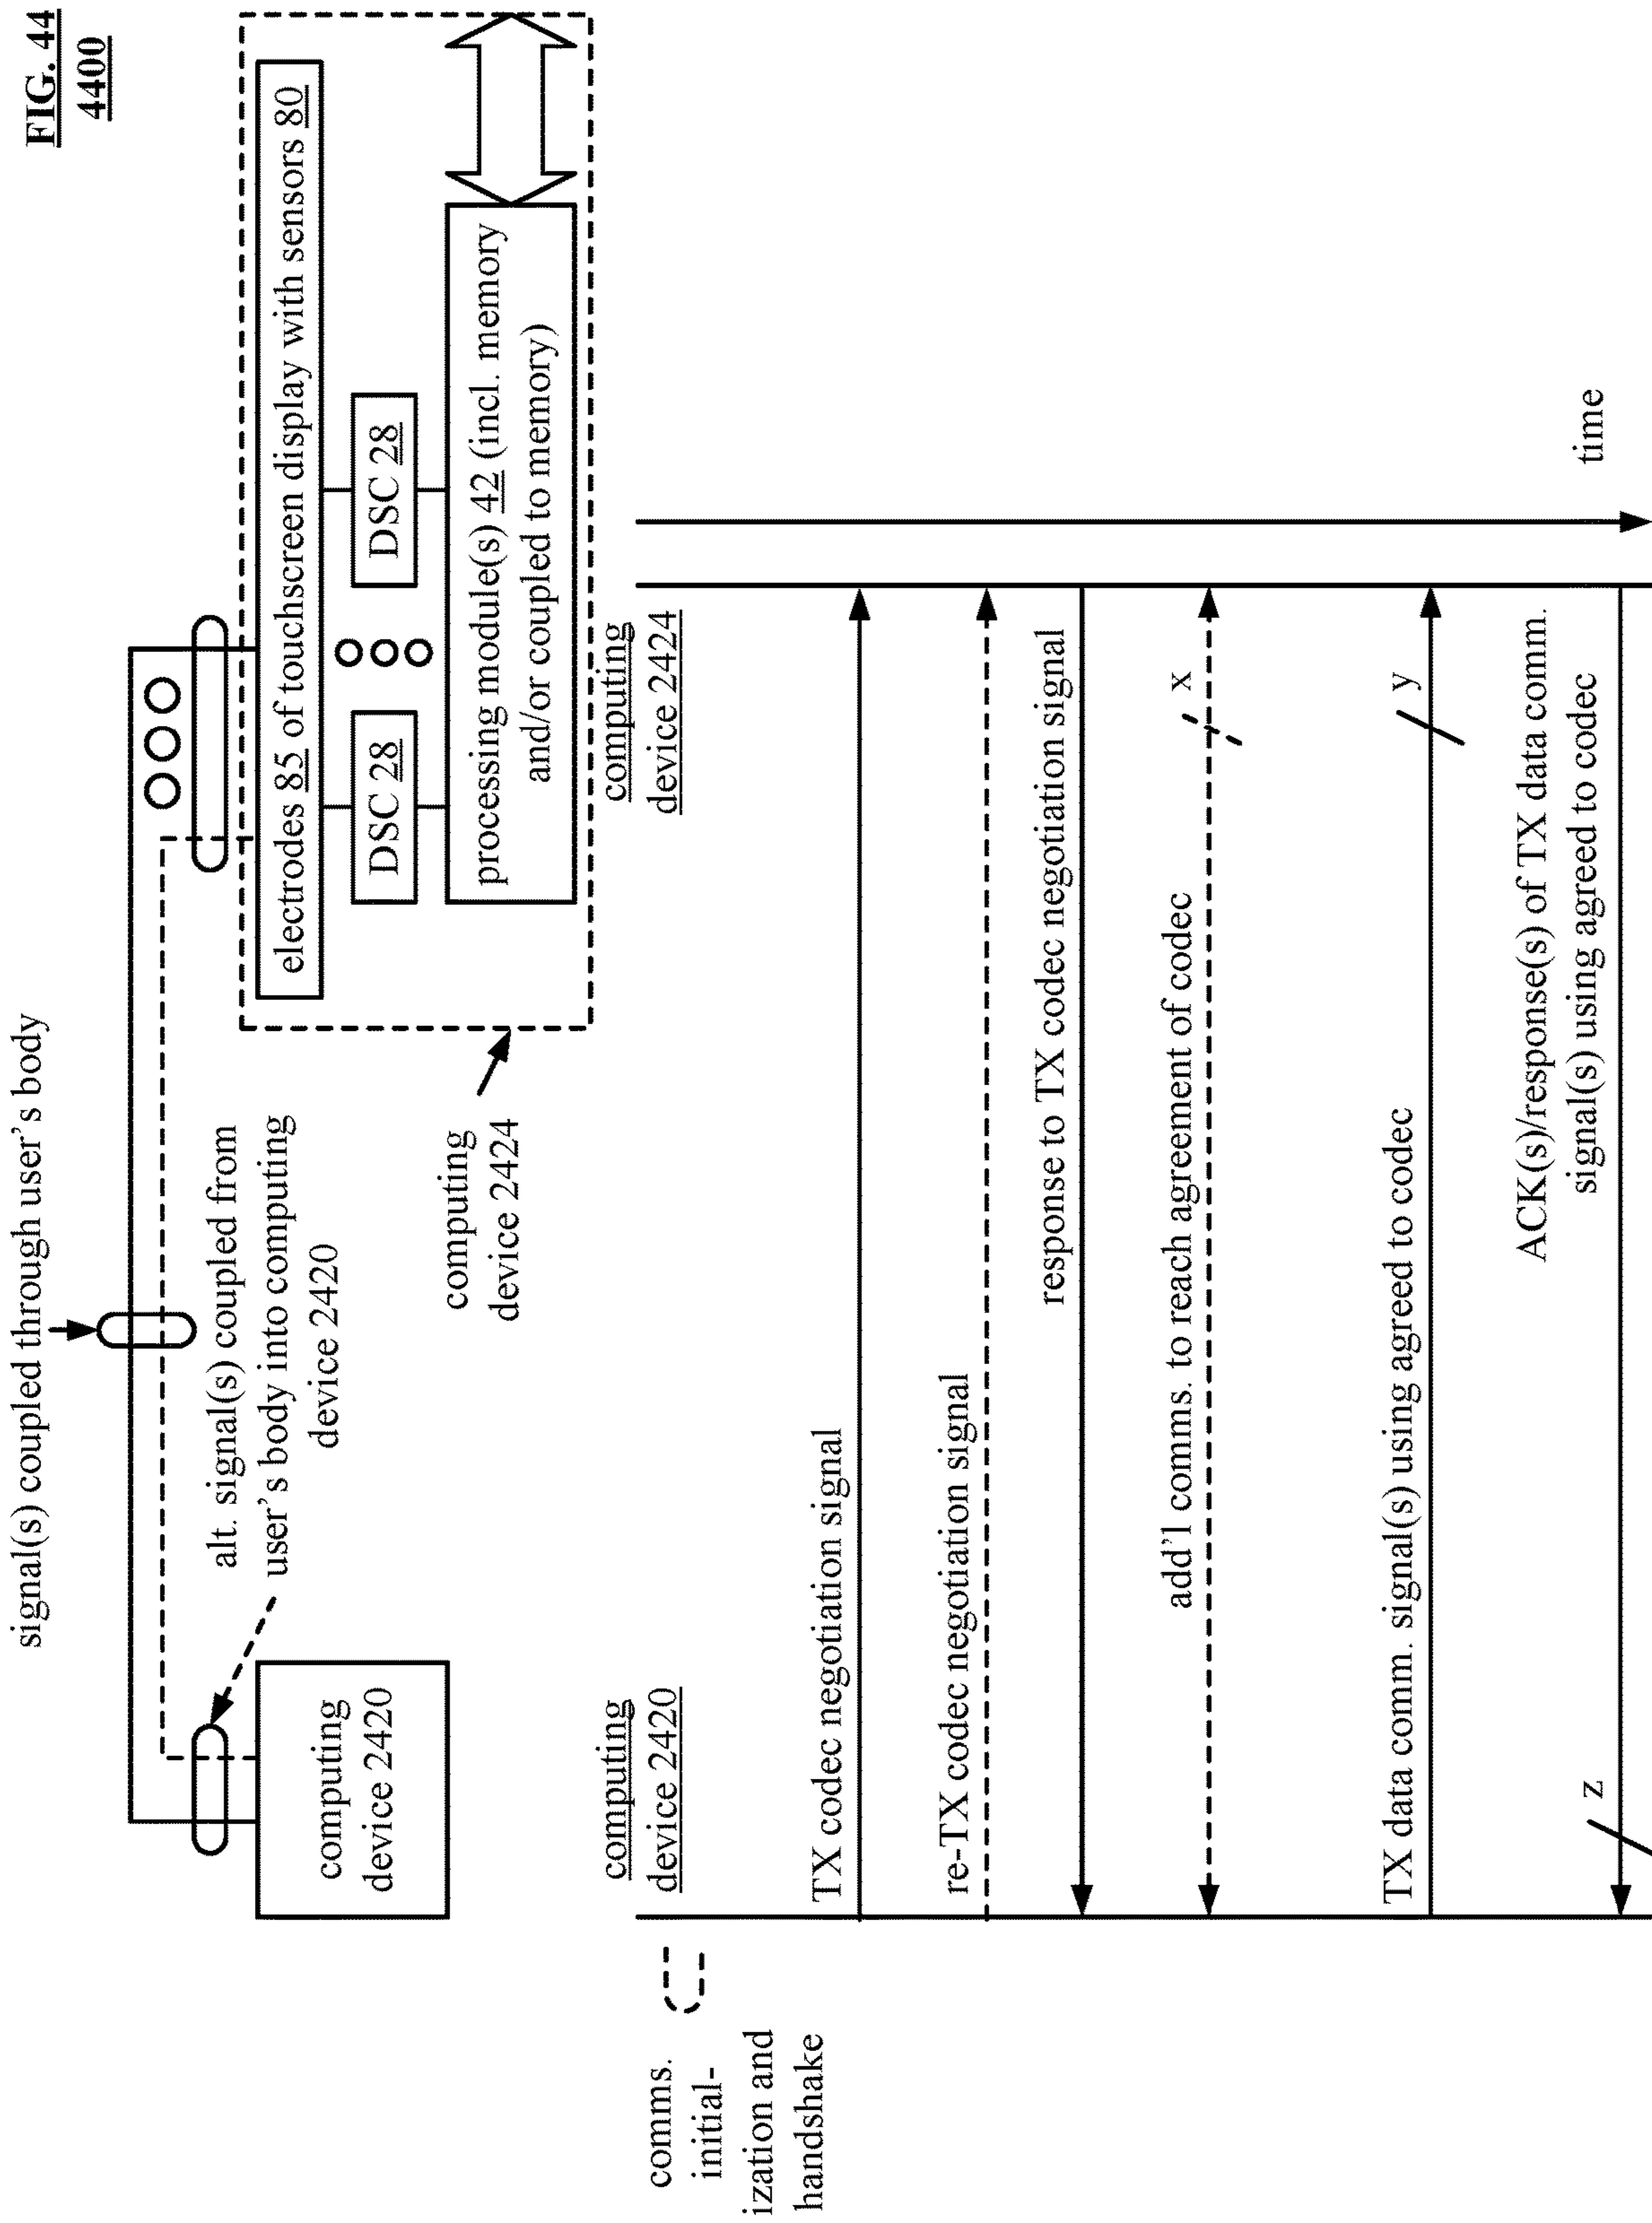 FIG. 44
4400
signal(s) coupled through user's body
alt. signal(s) coupled from
user's body into computing
device 2420
computing
device 2420
computing
device 2424
electrodes 85 of touchscreen display with sensors 80
DSC 28
DSC 28
processing module(s) 42 (incl. memory
and/or coupled to memory)
comms.
initial-
ization and
handshake
computing
device 2420
computing
device 2424
TX codec negotiation signal
re-TX codec negotiation signal
response to TX codec negotiation signal
add'l comms. to reach agreement of codec
x
TX data comm. signal(s) using agreed to codec
y
ACK(s)/response(s) of TX data comm.
signal(s) using agreed to codec
z
time